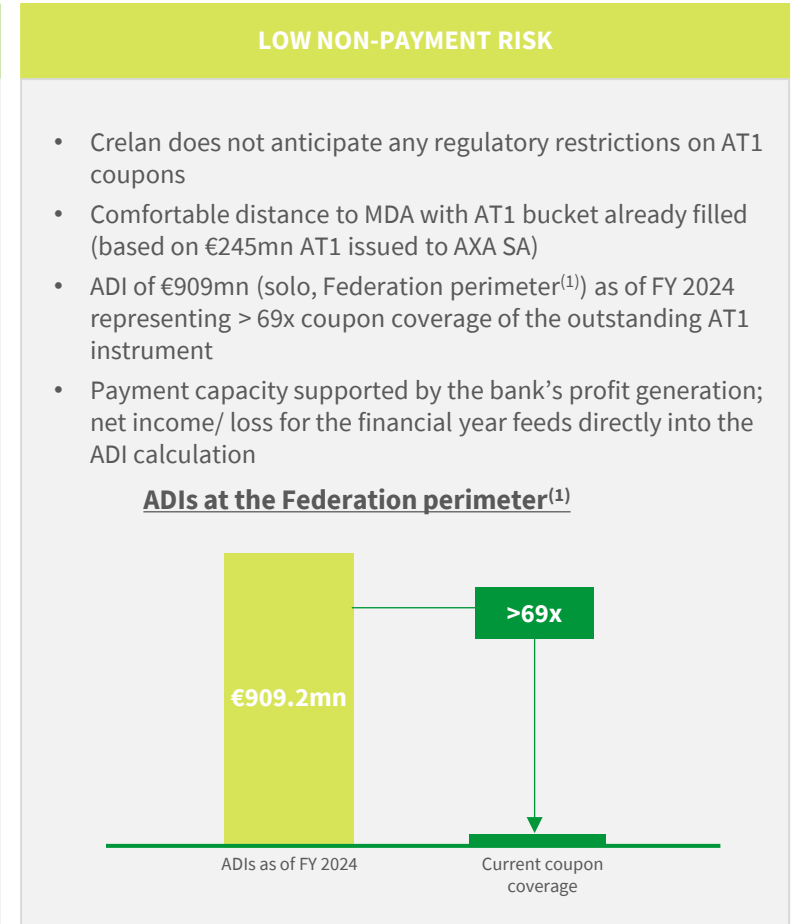 LOW NON-PAYMENT RISK
• Crelan does not anticipate any regulatory restrictions on AT1
coupons
• Comfortable distance to MDA with AT1 bucket already filled
(based on €245mn AT1 issued to AXA SA)
• ADI of €909mn (solo, Federation perimeter(1)) as of FY 2024
representing > 69x coupon coverage of the outstanding AT1
instrument
• Payment capacity supported by the bank's profit generation;
net income/ loss for the financial year feeds directly into the
ADI calculation
ADIs at the Federation perimeter(1)
>69x
€909.2mn
ADIs as of FY 2024
Current coupon
coverage